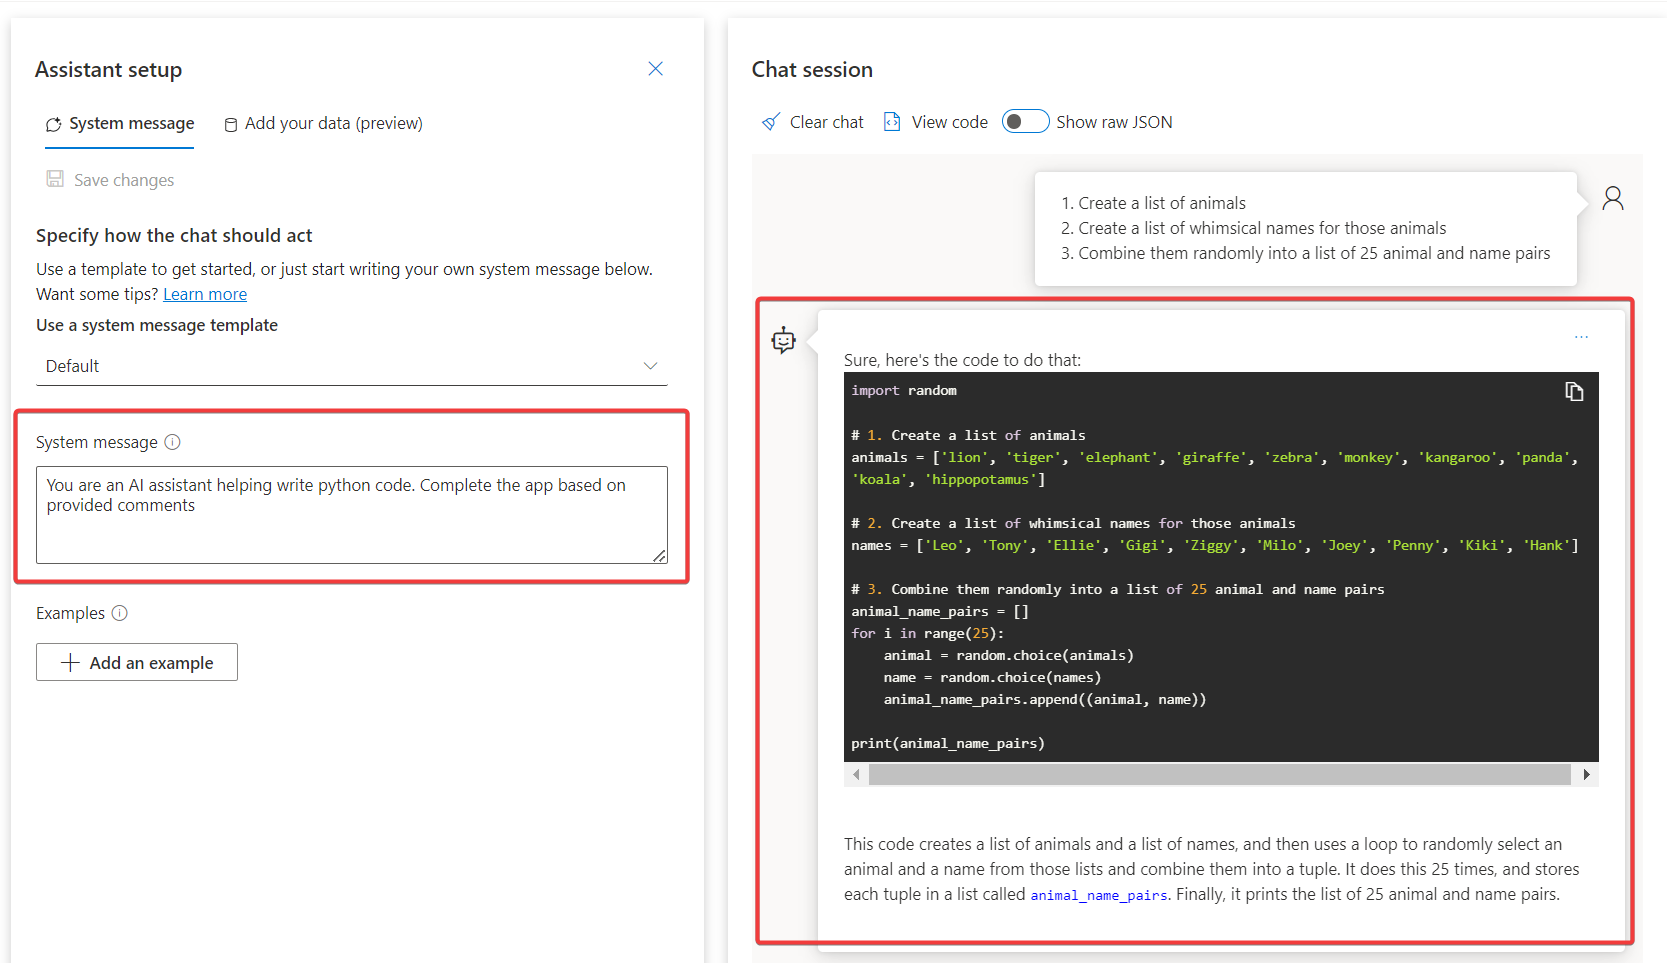 Assistant setup
System message
Add your data (preview)
Save changes
Specify how the chat should act
Use a template to get started, or just start writing your own system message below.
Want some tips? Learn more
Use a system message template
Default
System message
You are an AI assistant helping write python code. Complete the app based on
provided comments
Examples
Add an example
Chat session
Clear chat
View code
Show raw JSON
1. Create a list of animals
2. Create a list of whimsical names for those animals
3. Combine them randomly into a list of 25 animal and name pairs
...
Sure, here's the code to do that:
import random
# 1. Create a list of animals
animals = ['lion', 'tiger', 'elephant', 'giraffe', 'zebra', 'monkey', 'kangaroo', 'panda',
'koala', 'hippopotamus']
# 2. Create a list of whimsical names for those animals
names = ['Leo', 'Tony', 'Ellie', 'Gigi', 'Ziggy', 'Milo', 'Joey', 'Penny', 'Kiki', 'Hank']
# 3. Combine them randomly into a list of 25 animal and name pairs
animal_name_pairs = []
for i in range(25):
    animal = random.choice(animals)
    name = random.choice(names)
    animal_name_pairs.append((animal, name))
print(animal_name_pairs)
This code creates a list of animals and a list of names, and then uses a loop to randomly select an
animal and a name from those lists and combine them into a tuple. It does this 25 times, and stores
each tuple in a list called animal_name_pairs. Finally, it prints the list of 25 animal and name pairs.